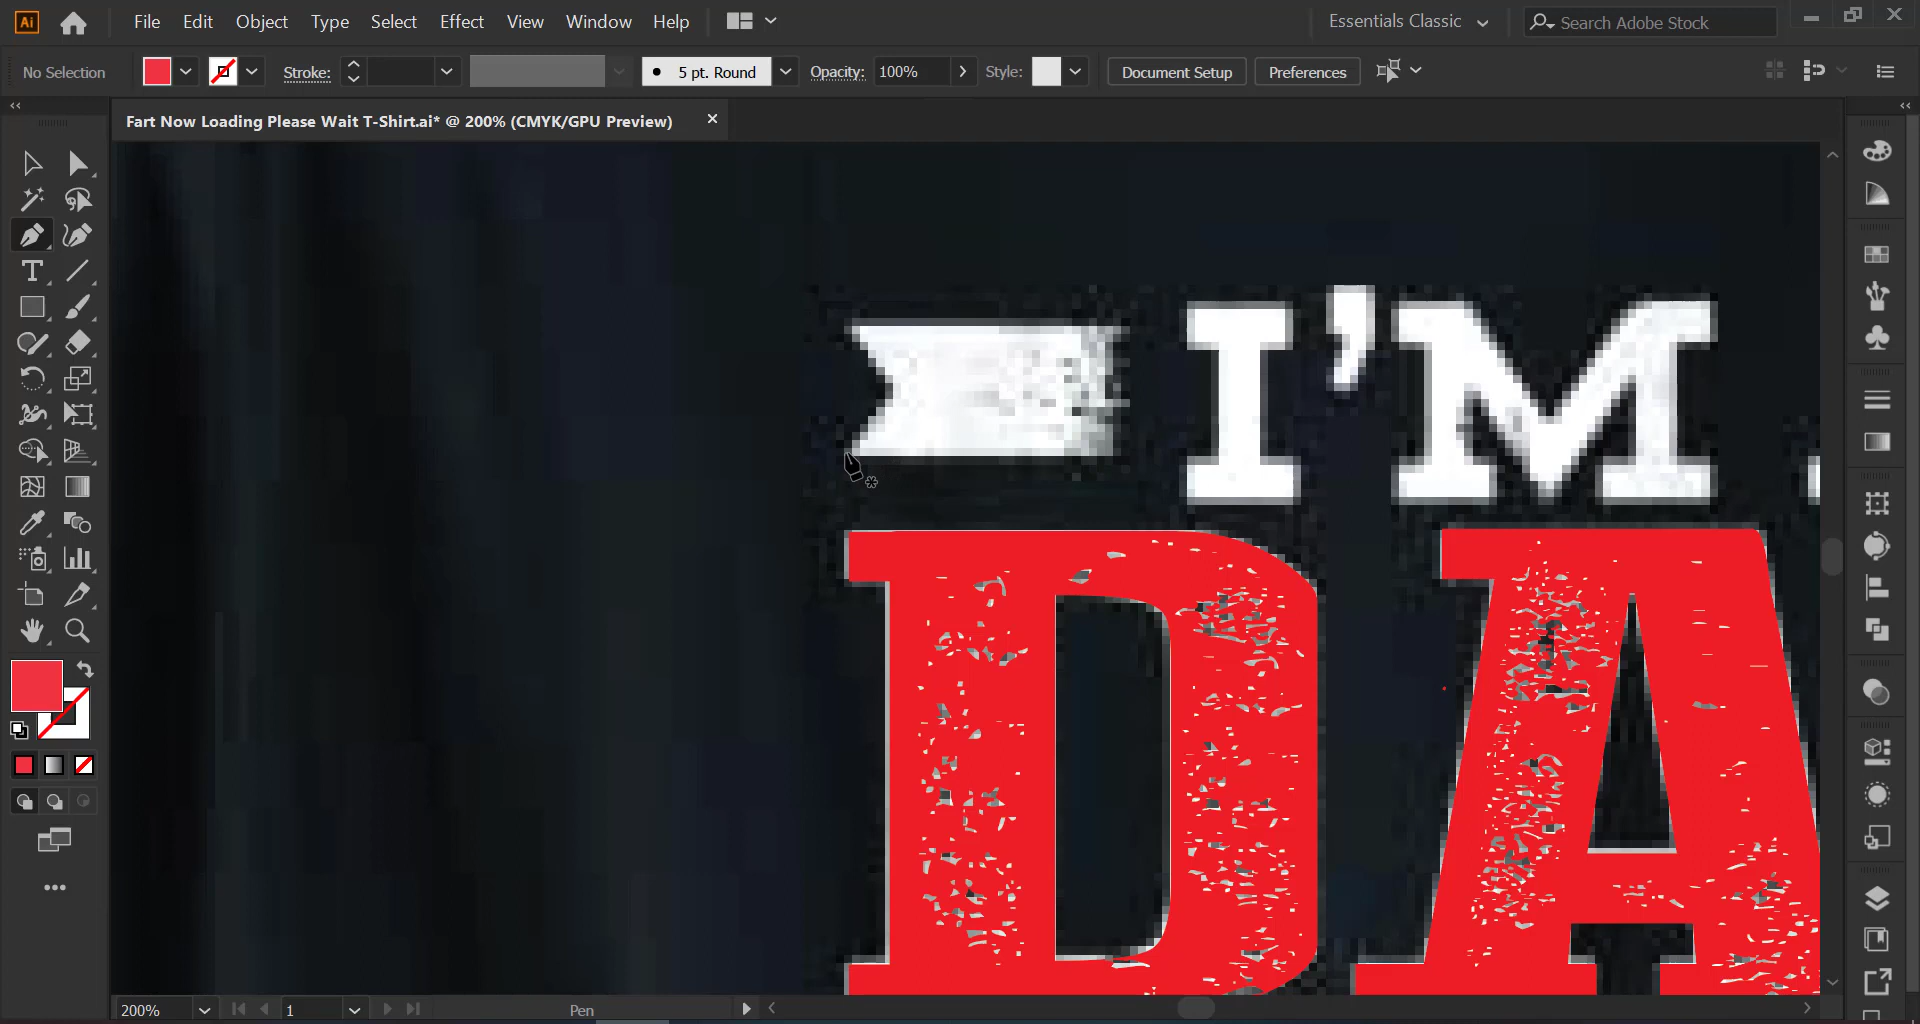 Ai File Edit Object Type Select Effect View Window Help Essentials Classic Search Adobe Stock
No Selection Stroke: 5 pt. Round Opacity: 100% Style: Document Setup Preferences
Fart Now Loading Please Wait T-Shirt.ai* @ 200% (CMYK/GPU Preview)
I'M
DA
200% 1 Pen